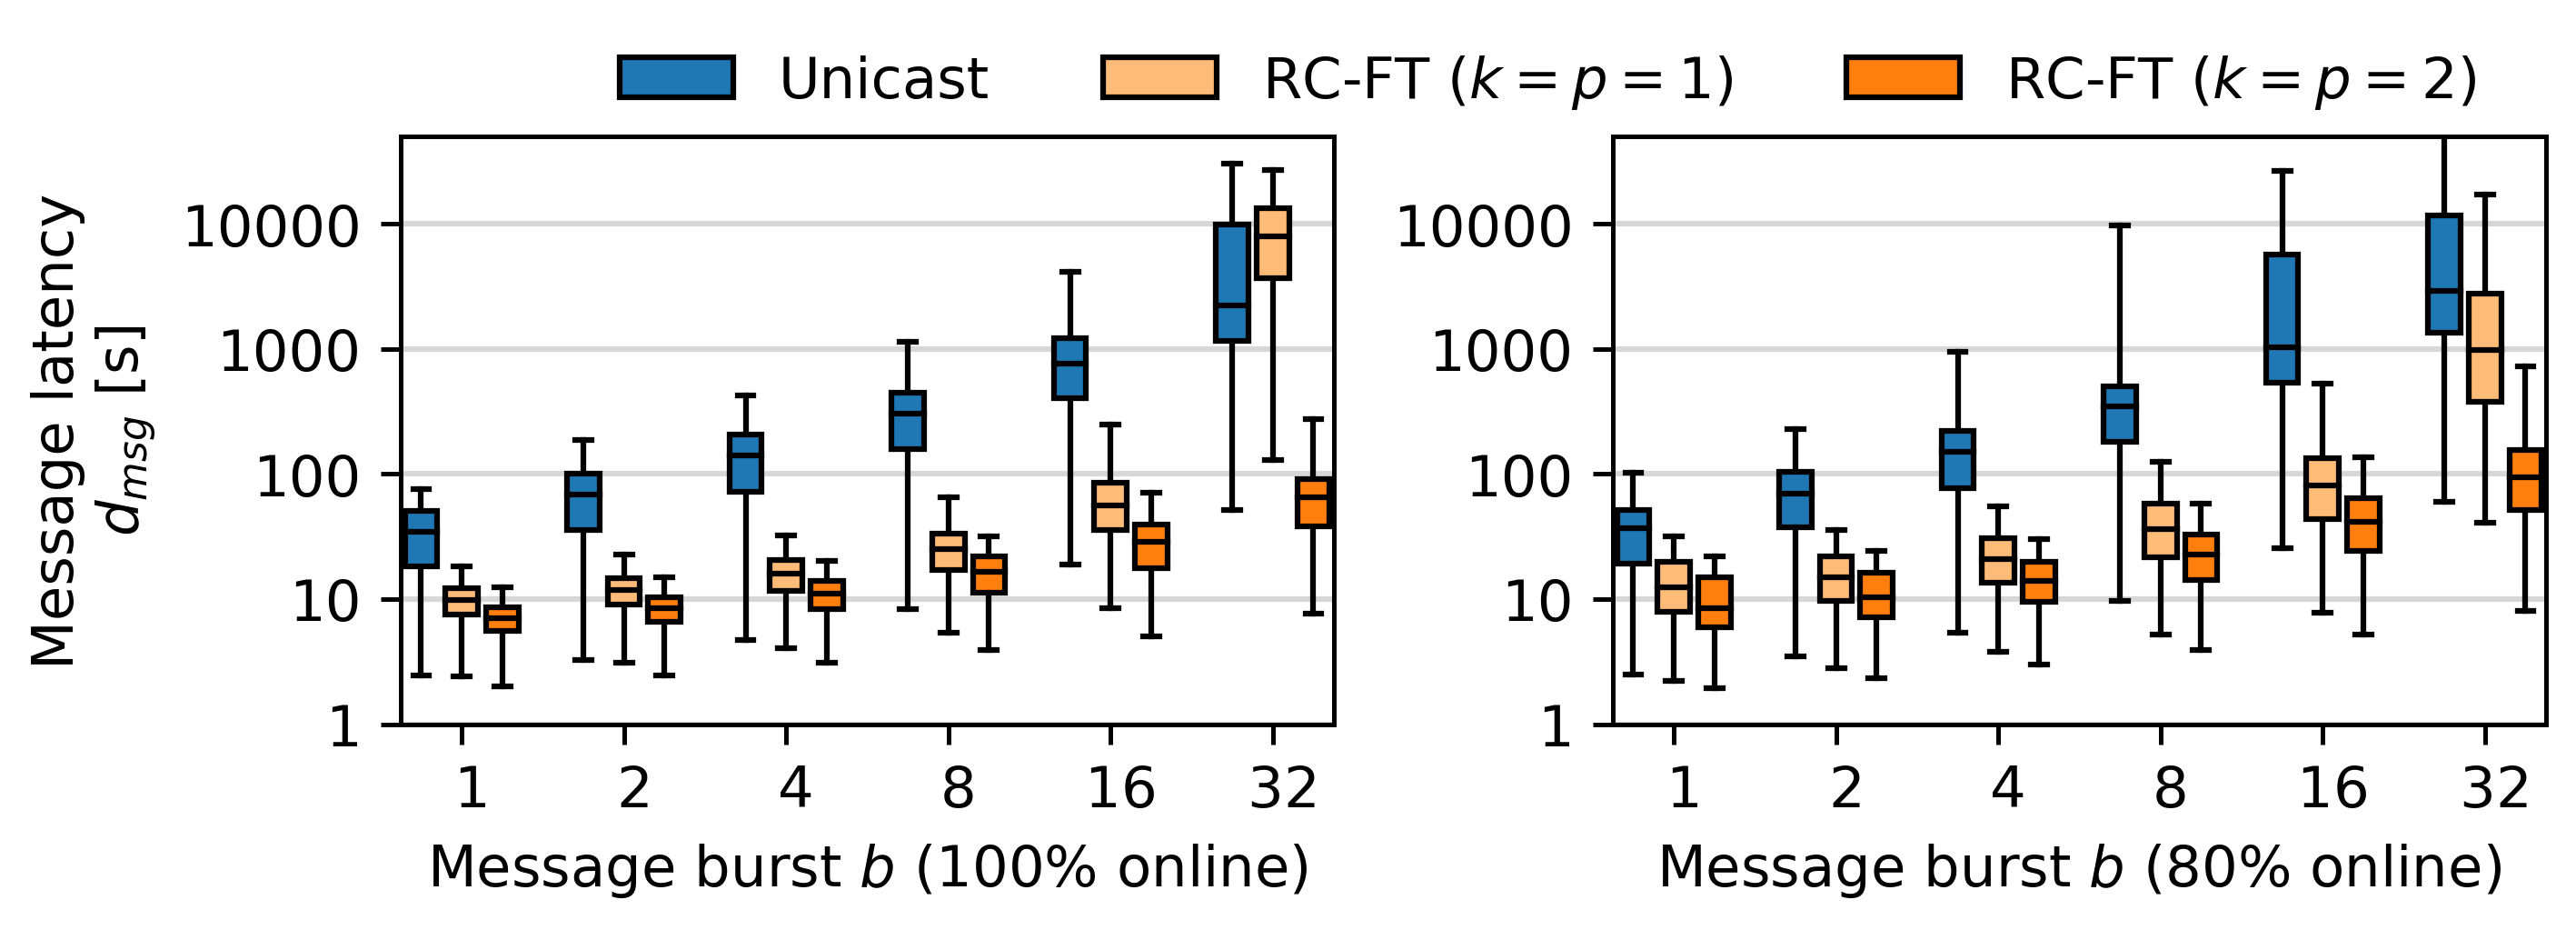 Unicast RC-FT (k = p = 1) RC-FT (k = p = 2)
Message latency
d_msg [s]
10000
1000
100
10
1
1 2 4 8 16 32
Message burst b (100% online)
10000
1000
100
10
1
1 2 4 8 16 32
Message burst b (80% online)